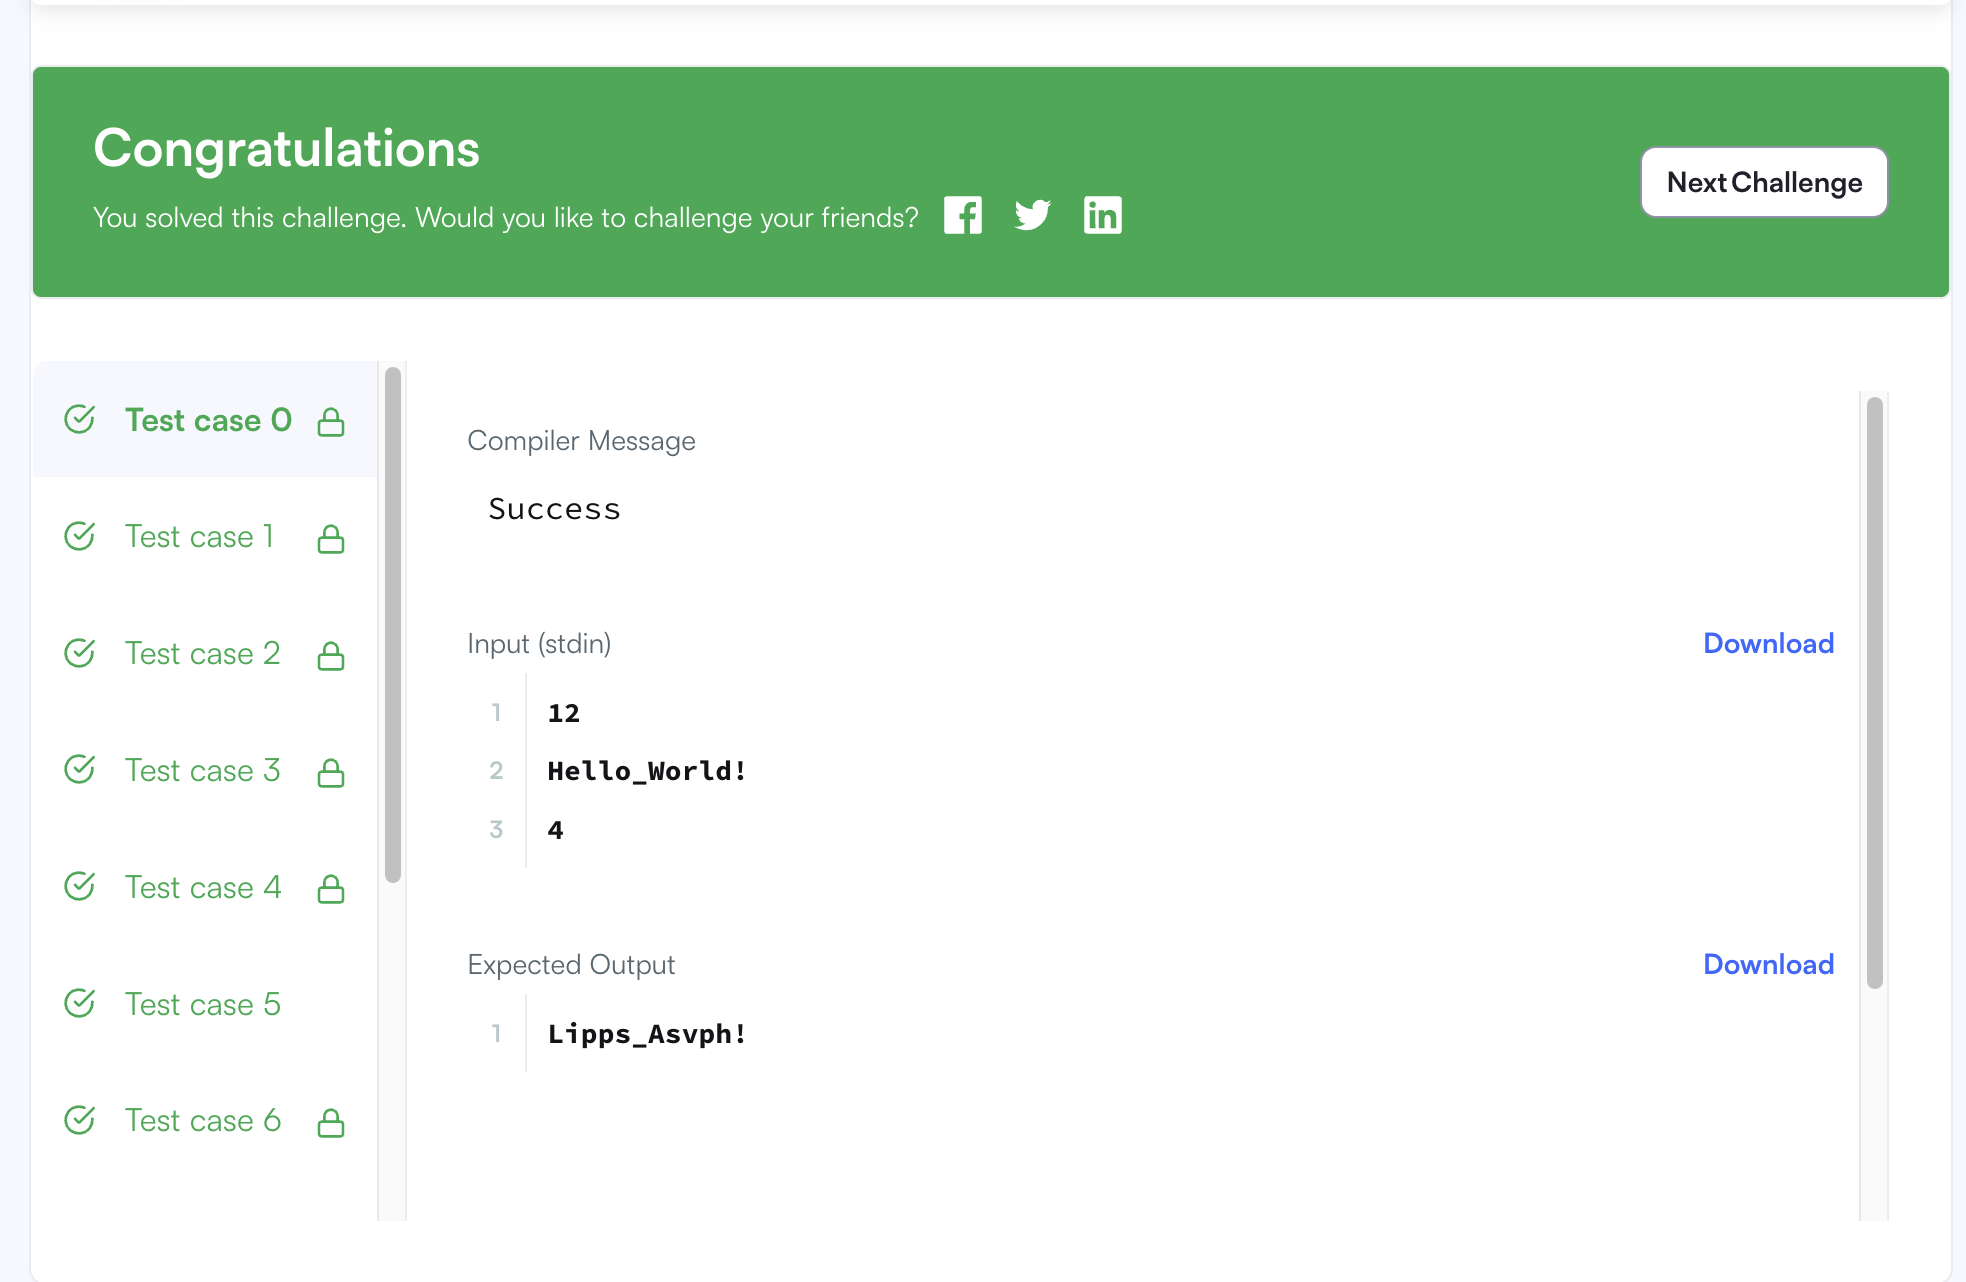 Congratulations
You solved this challenge. Would you like to challenge your friends?
Next Challenge
Test case 0
Test case 1
Test case 2
Test case 3
Test case 4
Test case 5
Test case 6
Compiler Message
Success
Input (stdin)
Download
1 12
2 Hello_World!
3 4
Expected Output
Download
1 Lipps_Asvph!